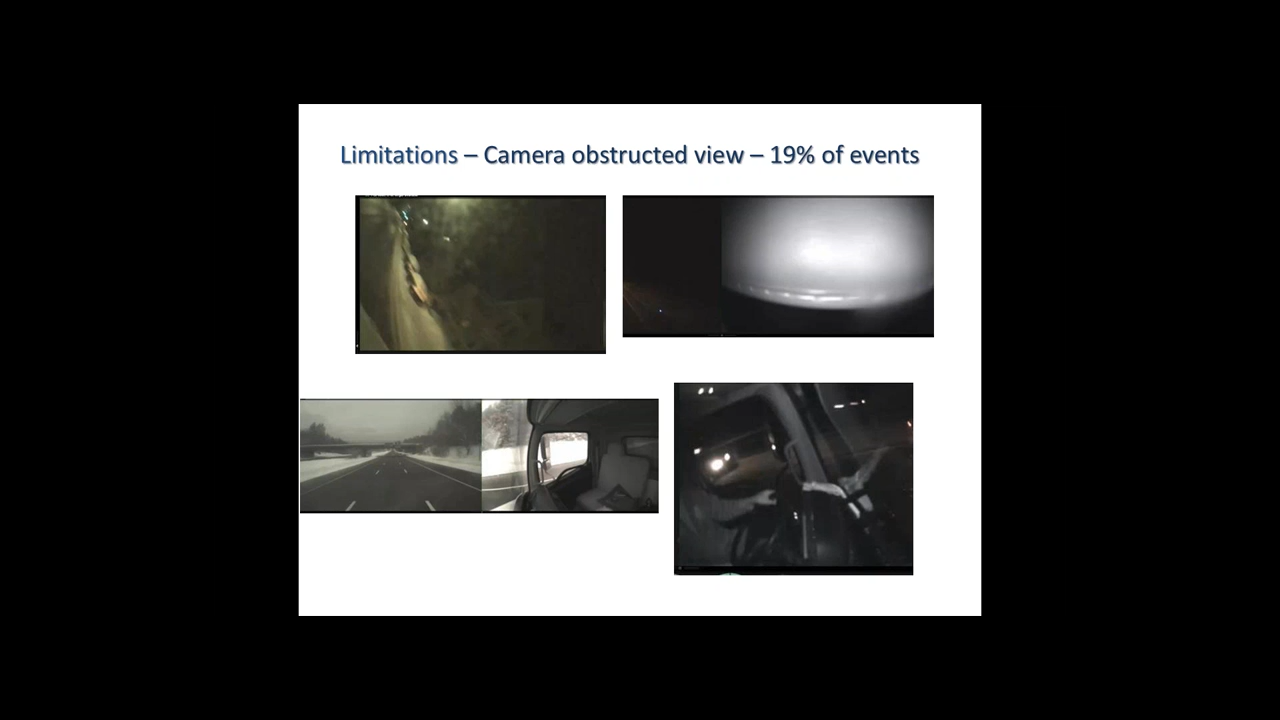 Limitations – Camera obstructed view – 19% of events